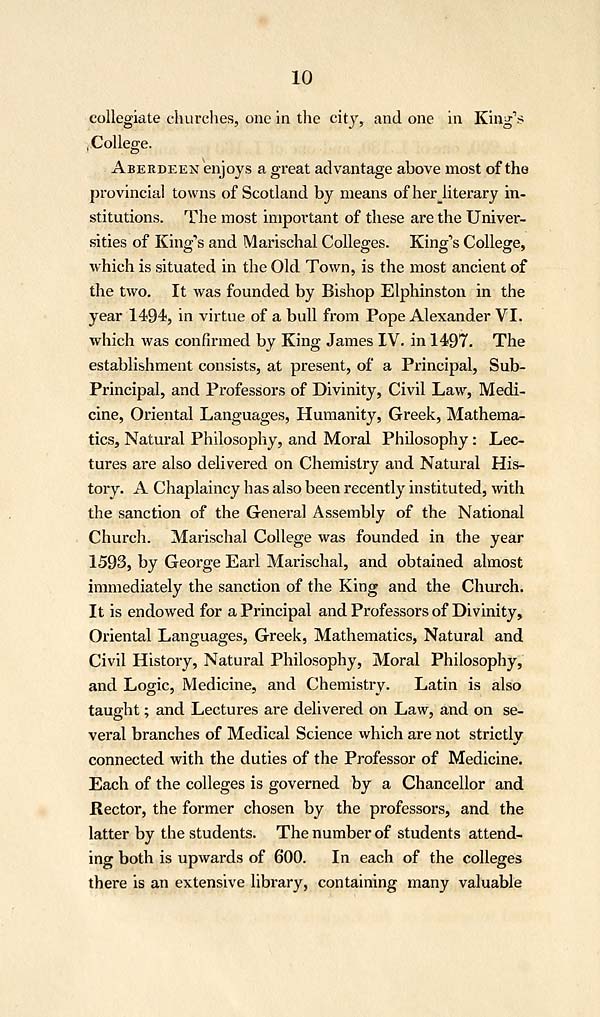 10
collegiate churches, one in the city, and one in King's
College.
ABERDEEN enjoys a great advantage above most of the
provincial towns of Scotland by means of her literary in-
stitutions. The most important of these are the Univer-
sities of King's and Marischal Colleges. King's College,
which is situated in the Old Town, is the most ancient of
the two. It was founded by Bishop Elphinston in the
year 1494, in virtue of a bull from Pope Alexander VI.
which was confirmed by King James IV. in 1497. The
establishment consists, at present, of a Principal, Sub-
Principal, and Professors of Divinity, Civil Law, Medi-
cine, Oriental Languages, Humanity, Greek, Mathema-
tics, Natural Philosophy, and Moral Philosophy: Lec-
tures are also delivered on Chemistry and Natural His-
tory. A Chaplaincy has also been recently instituted, with
the sanction of the General Assembly of the National
Church. Marischal College was founded in the year
1593, by George Earl Marischal, and obtained almost
immediately the sanction of the King and the Church.
It is endowed for a Principal and Professors of Divinity,
Oriental Languages, Greek, Mathematics, Natural and
Civil History, Natural Philosophy, Moral Philosophy,
and Logic, Medicine, and Chemistry. Latin is also
taught; and Lectures are delivered on Law, and on se-
veral branches of Medical Science which are not strictly
connected with the duties of the Professor of Medicine.
Each of the colleges is governed by a Chancellor and
Rector, the former chosen by the professors, and the
latter by the students. The number of students attend-
ing both is upwards of 600. In each of the colleges
there is an extensive library, containing many valuable